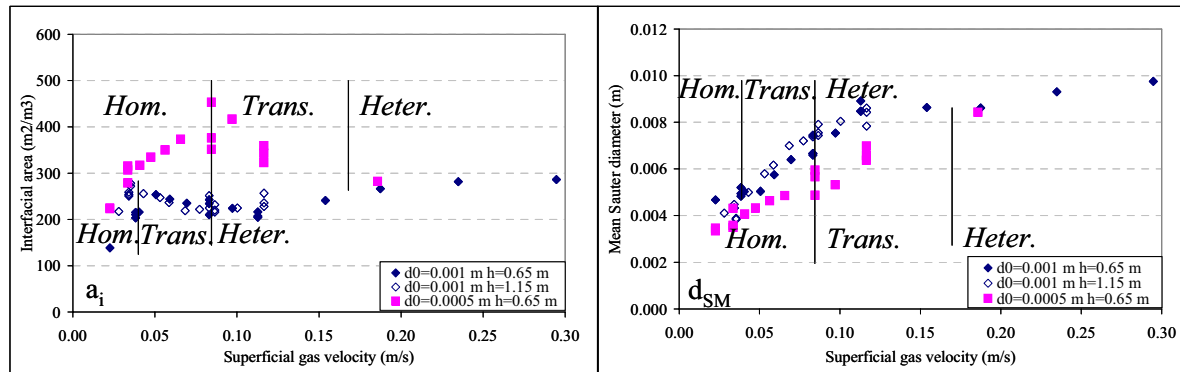 600
500
400
300
200
100
0
Interfacial area (m2/m3)
Hom. Trans. Heter.
Hom. Trans. Heter.
d0=0.001 m h=0.65 m
d0=0.001 m h=1.15 m
d0=0.0005 m h=0.65 m
ai
0.00 0.05 0.10 0.15 0.20 0.25 0.30
Superficial gas velocity (m/s)
0.012
0.010
0.008
0.006
0.004
0.002
0.000
Mean Sauter diameter (m)
Hom. Trans. Heter.
Hom. Trans. Heter.
d0=0.001 m h=0.65 m
d0=0.001 m h=1.15 m
d0=0.0005 m h=0.65 m
dSM
0.00 0.05 0.10 0.15 0.20 0.25 0.30
Superficial gas velocity (m/s)